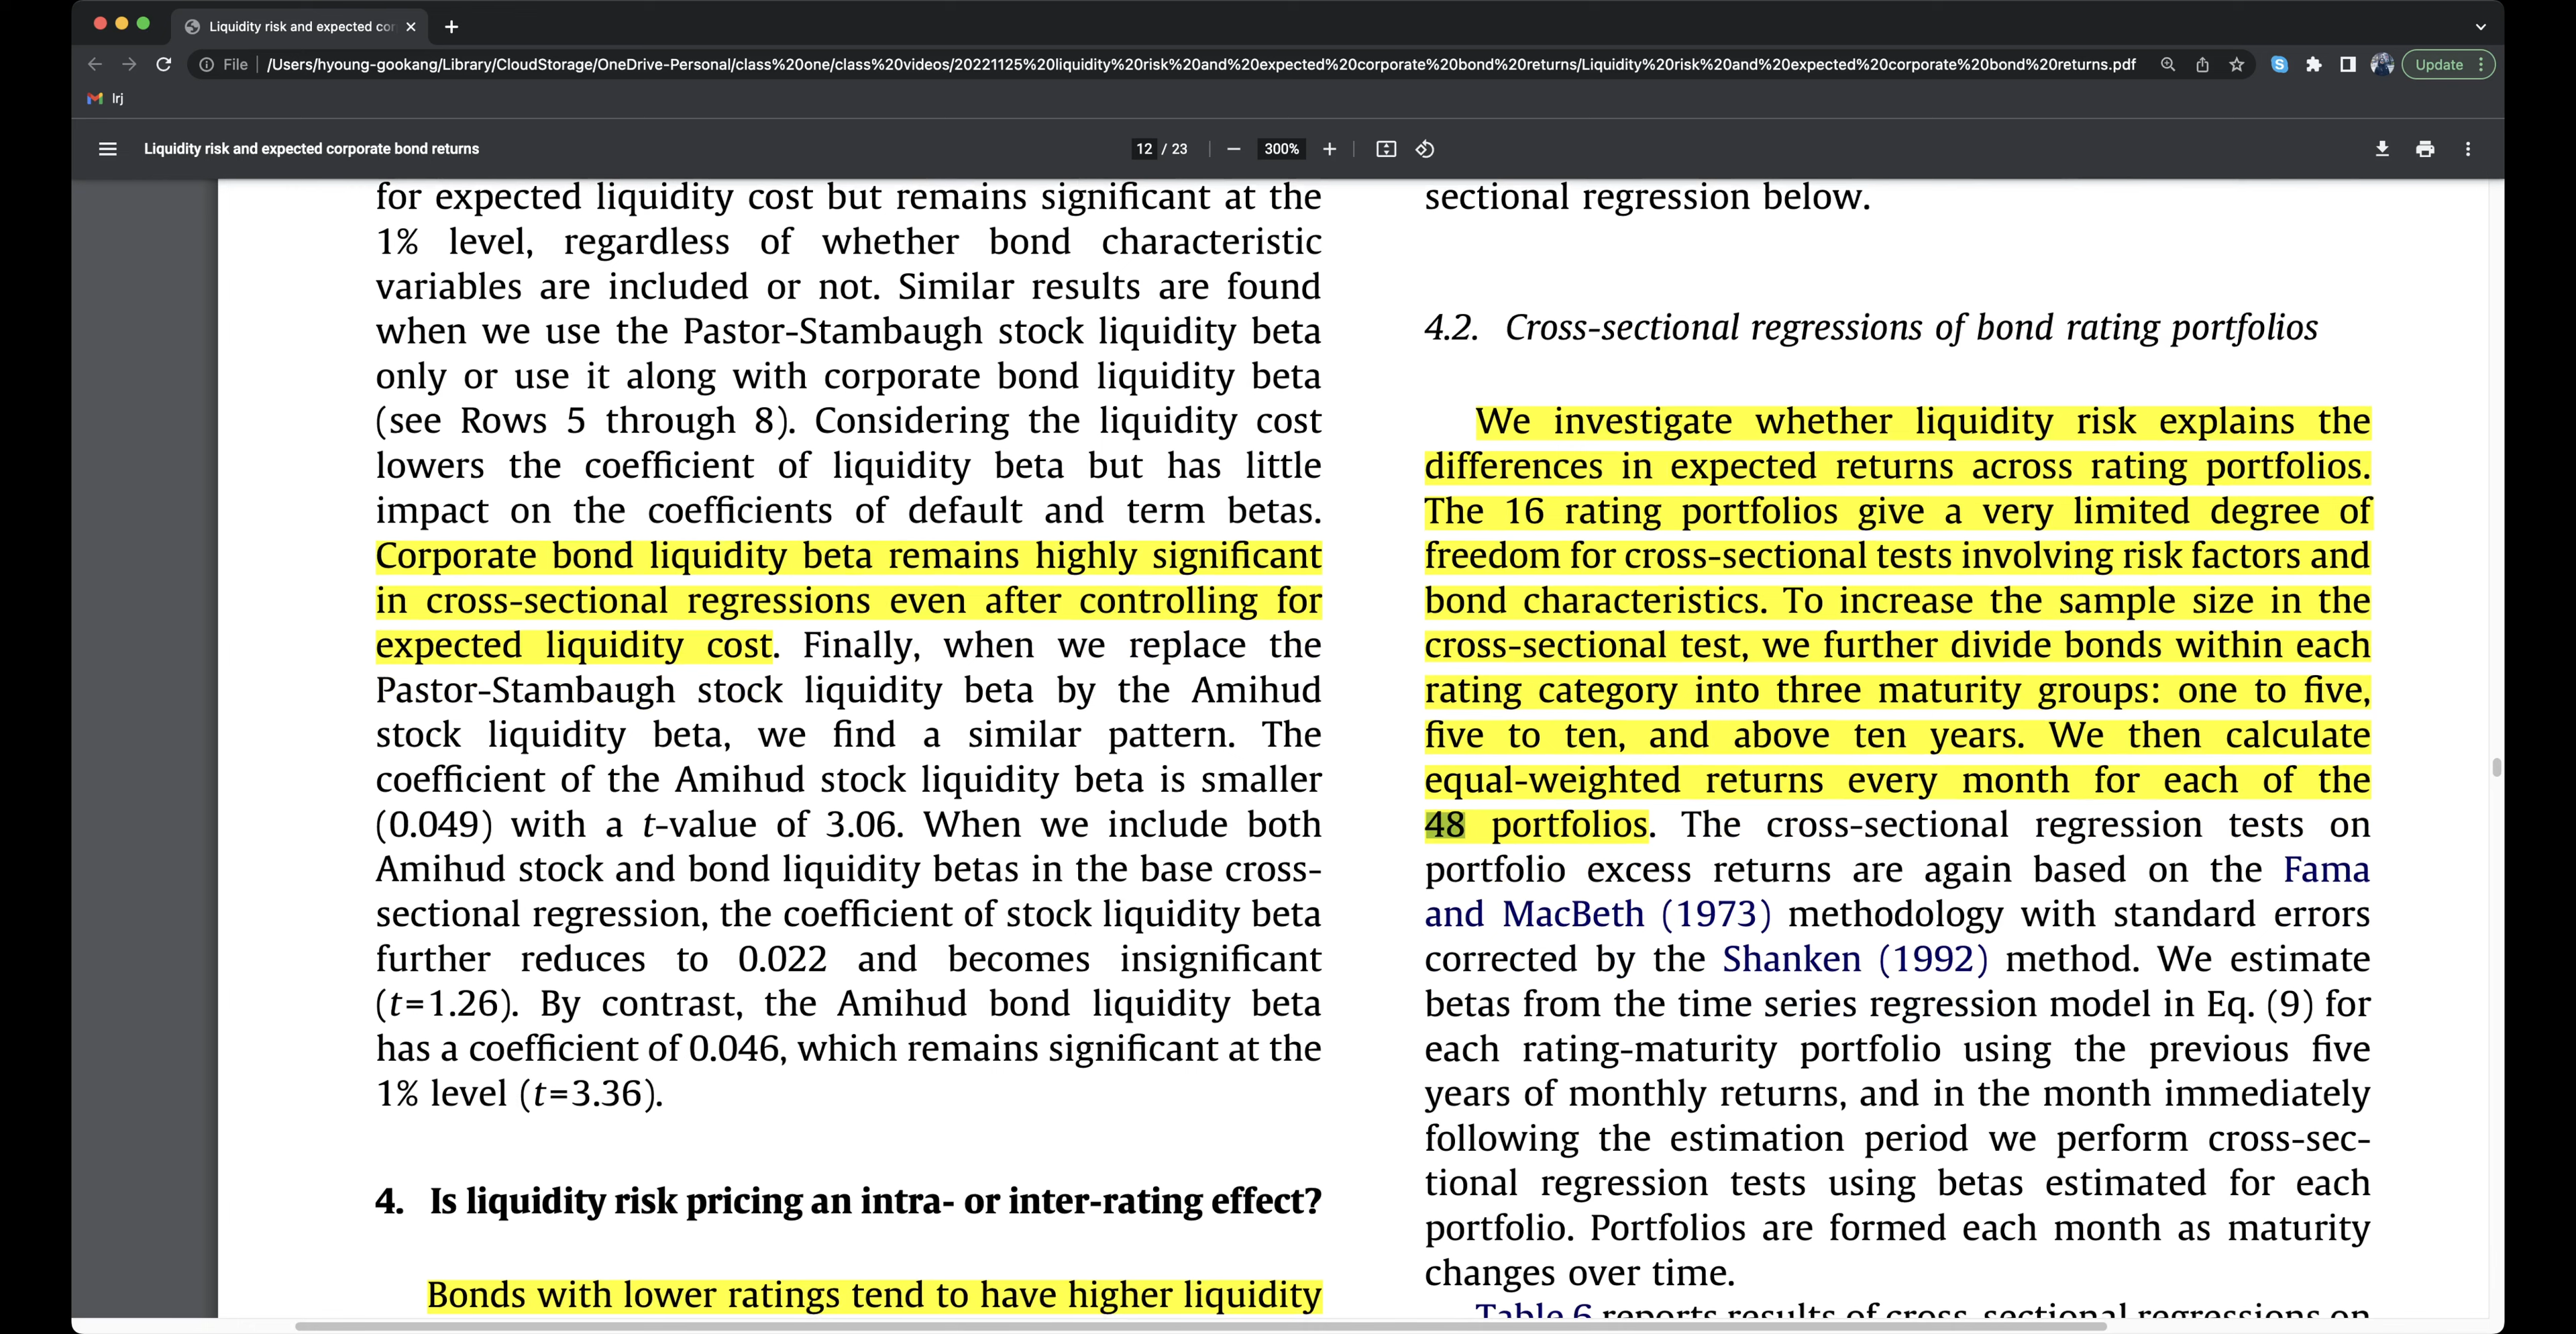 Liquidity risk and expected cor
File
/Users/hyoung-gookang/Library/CloudStorage/OneDrive-Personal/class%20one/class%20videos/20221125%20liquidity%20risk%20and%20expected%20corporate%20bond%20returns/Liquidity%20risk%20and%20expected%20corporate%20bond%20returns.pdf
Update
lrj
Liquidity risk and expected corporate bond returns
12 / 23
300%
for expected liquidity cost but remains significant at the
1% level, regardless of whether bond characteristic
variables are included or not. Similar results are found
when we use the Pastor-Stambaugh stock liquidity beta
only or use it along with corporate bond liquidity beta
(see Rows 5 through 8). Considering the liquidity cost
lowers the coefficient of liquidity beta but has little
impact on the coefficients of default and term betas.
Corporate bond liquidity beta remains highly significant
in cross-sectional regressions even after controlling for
expected liquidity cost. Finally, when we replace the
Pastor-Stambaugh stock liquidity beta by the Amihud
stock liquidity beta, we find a similar pattern. The
coefficient of the Amihud stock liquidity beta is smaller
(0.049) with a t-value of 3.06. When we include both
Amihud stock and bond liquidity betas in the base cross-
sectional regression, the coefficient of stock liquidity beta
further reduces to 0.022 and becomes insignificant
(t=1.26). By contrast, the Amihud bond liquidity beta
has a coefficient of 0.046, which remains significant at the
1% level (t=3.36).
4. Is liquidity risk pricing an intra- or inter-rating effect?
Bonds with lower ratings tend to have higher liquidity
sectional regression below.
4.2. Cross-sectional regressions of bond rating portfolios
We investigate whether liquidity risk explains the
differences in expected returns across rating portfolios.
The 16 rating portfolios give a very limited degree of
freedom for cross-sectional tests involving risk factors and
bond characteristics. To increase the sample size in the
cross-sectional test, we further divide bonds within each
rating category into three maturity groups: one to five,
five to ten, and above ten years. We then calculate
equal-weighted returns every month for each of the
48 portfolios. The cross-sectional regression tests on
portfolio excess returns are again based on the Fama
and MacBeth (1973) methodology with standard errors
corrected by the Shanken (1992) method. We estimate
betas from the time series regression model in Eq. (9) for
each rating-maturity portfolio using the previous five
years of monthly returns, and in the month immediately
following the estimation period we perform cross-sec-
tional regression tests using betas estimated for each
portfolio. Portfolios are formed each month as maturity
changes over time.
Table 6 reports results of cross-sectional regressions on